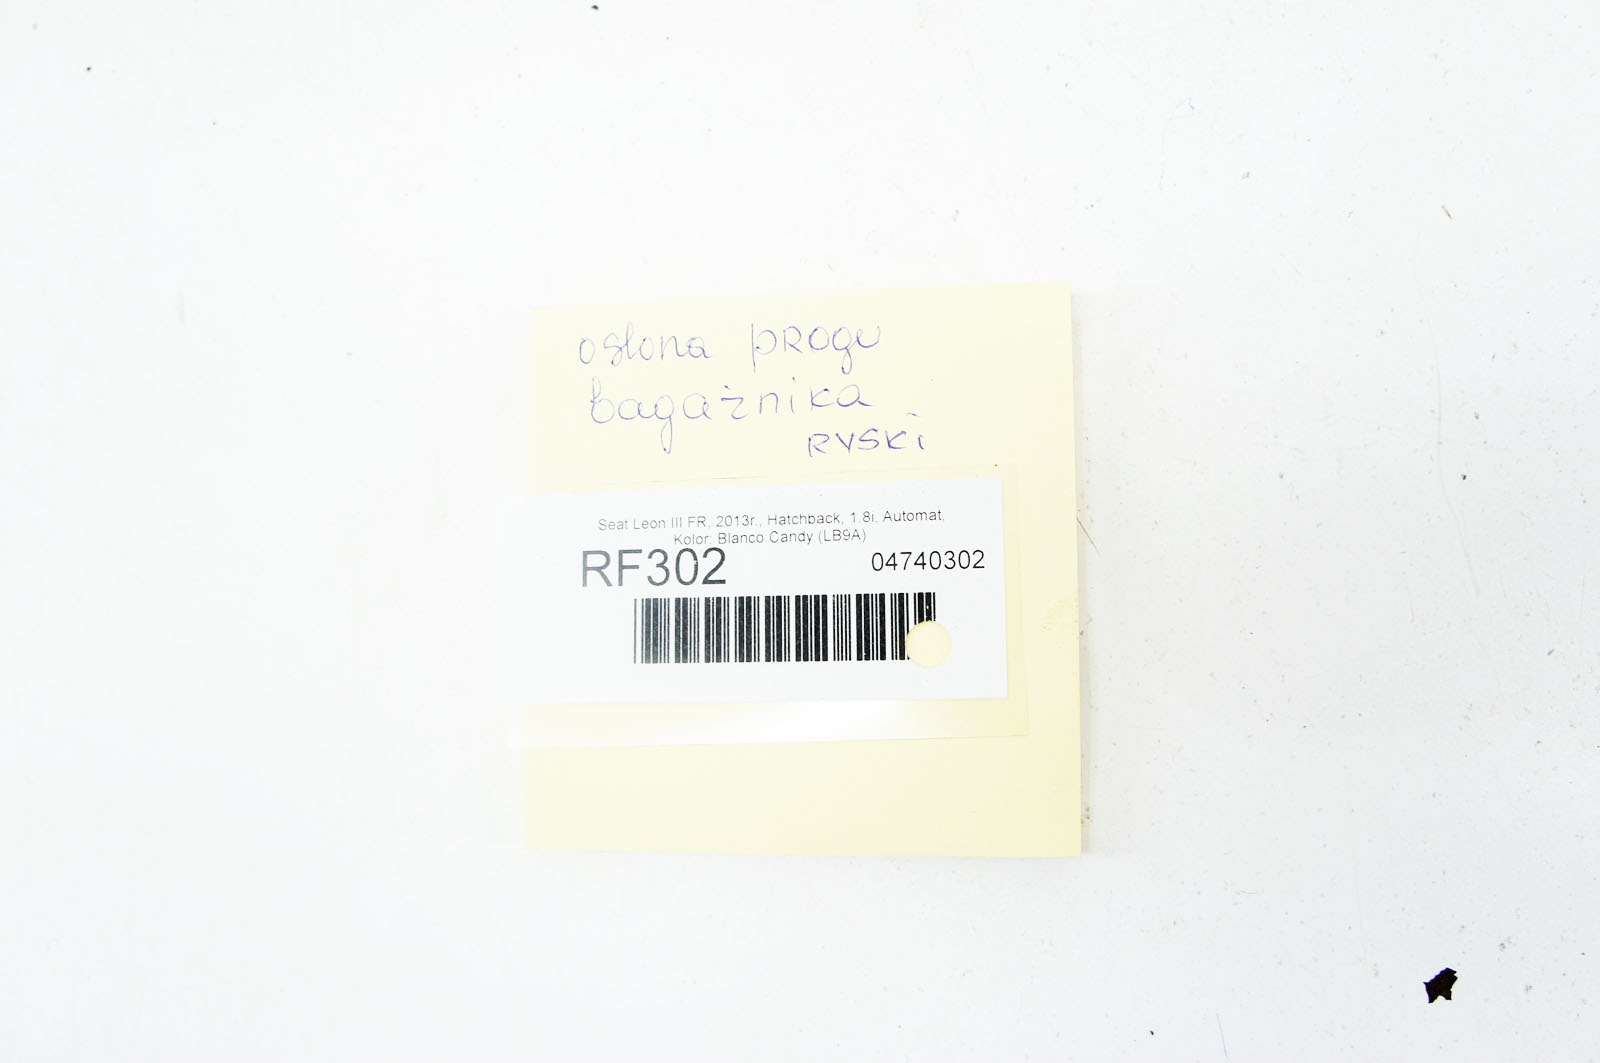 osłona progu
bagażnika
RYSKI
Seat Leon III FR, 2013r., Hatchback, 1.8i, Automat,
Kolor: Blanco Candy (LB9A)
RF302 04740302